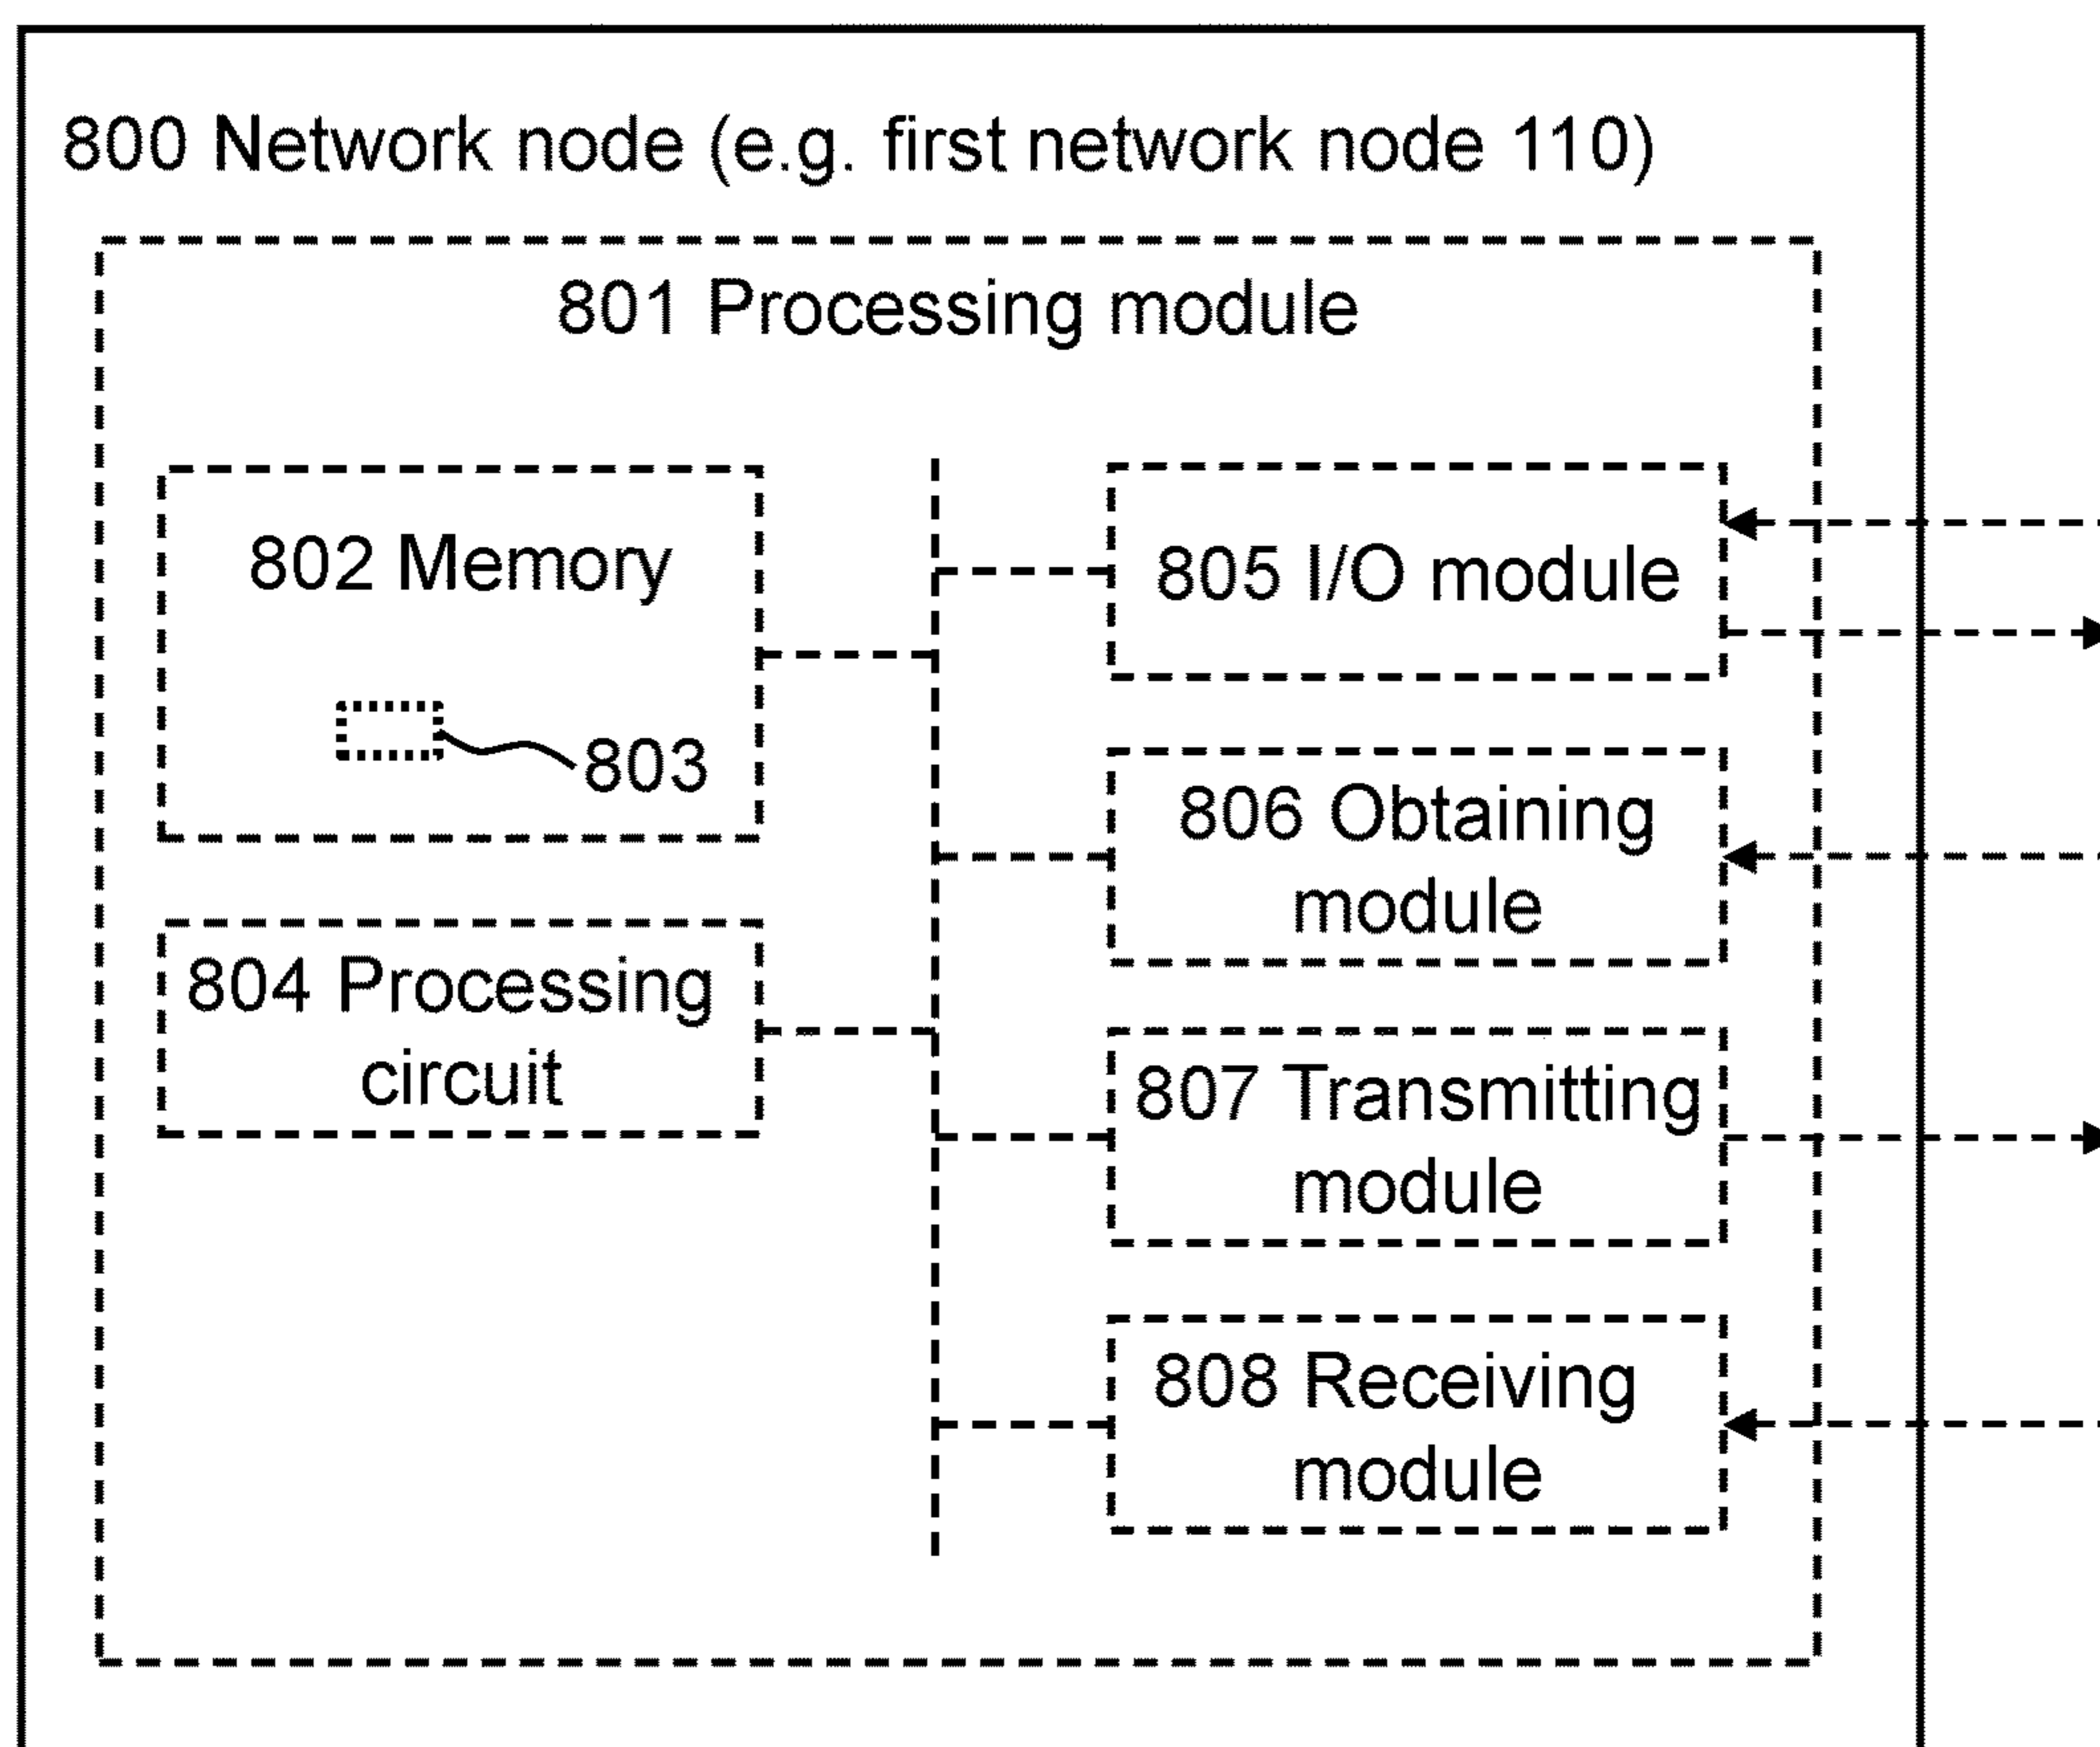 800 Network node (e.g. first network node 110)
801 Processing module
802 Memory
803
804 Processing
circuit
805 I/O module
806 Obtaining
module
807 Transmitting
module
808 Receiving
module